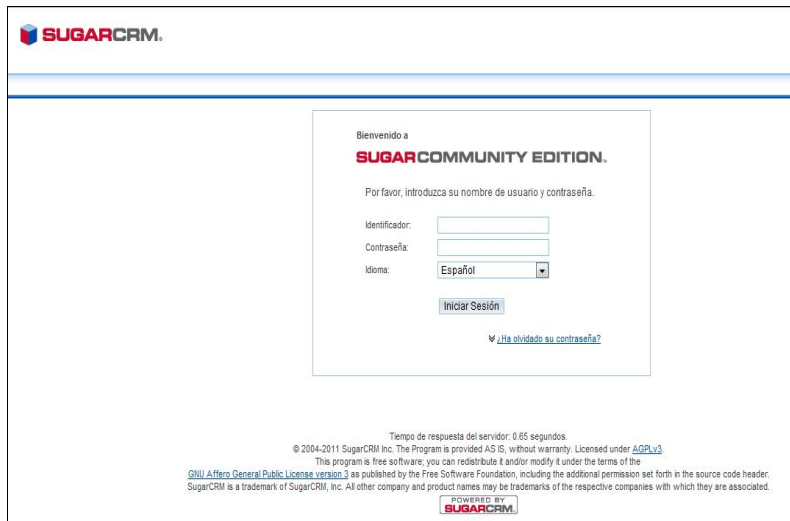 SUGARCRM.
Bienvenido a
SUGARCOMMUNITY EDITION.
Por favor, introduzca su nombre de usuario y contraseña.
Identificador:
Contraseña:
Idioma:
Español
Iniciar Sesión
¿Ha olvidado su contraseña?
Tiempo de respuesta del servidor: 0.65 segundos.
© 2004-2011 SugarCRM Inc. The Program is provided AS IS, without warranty. Licensed under AGPLv3.
This program is free software; you can redistribute it and/or modify it under the terms of the
GNU Affero General Public License version 3 as published by the Free Software Foundation, including the additional permission set forth in the source code header.
SugarCRM is a trademark of SugarCRM, Inc. All other company and product names may be trademarks of the respective companies with which they are associated.
POWERED BY
SUGARCRM.